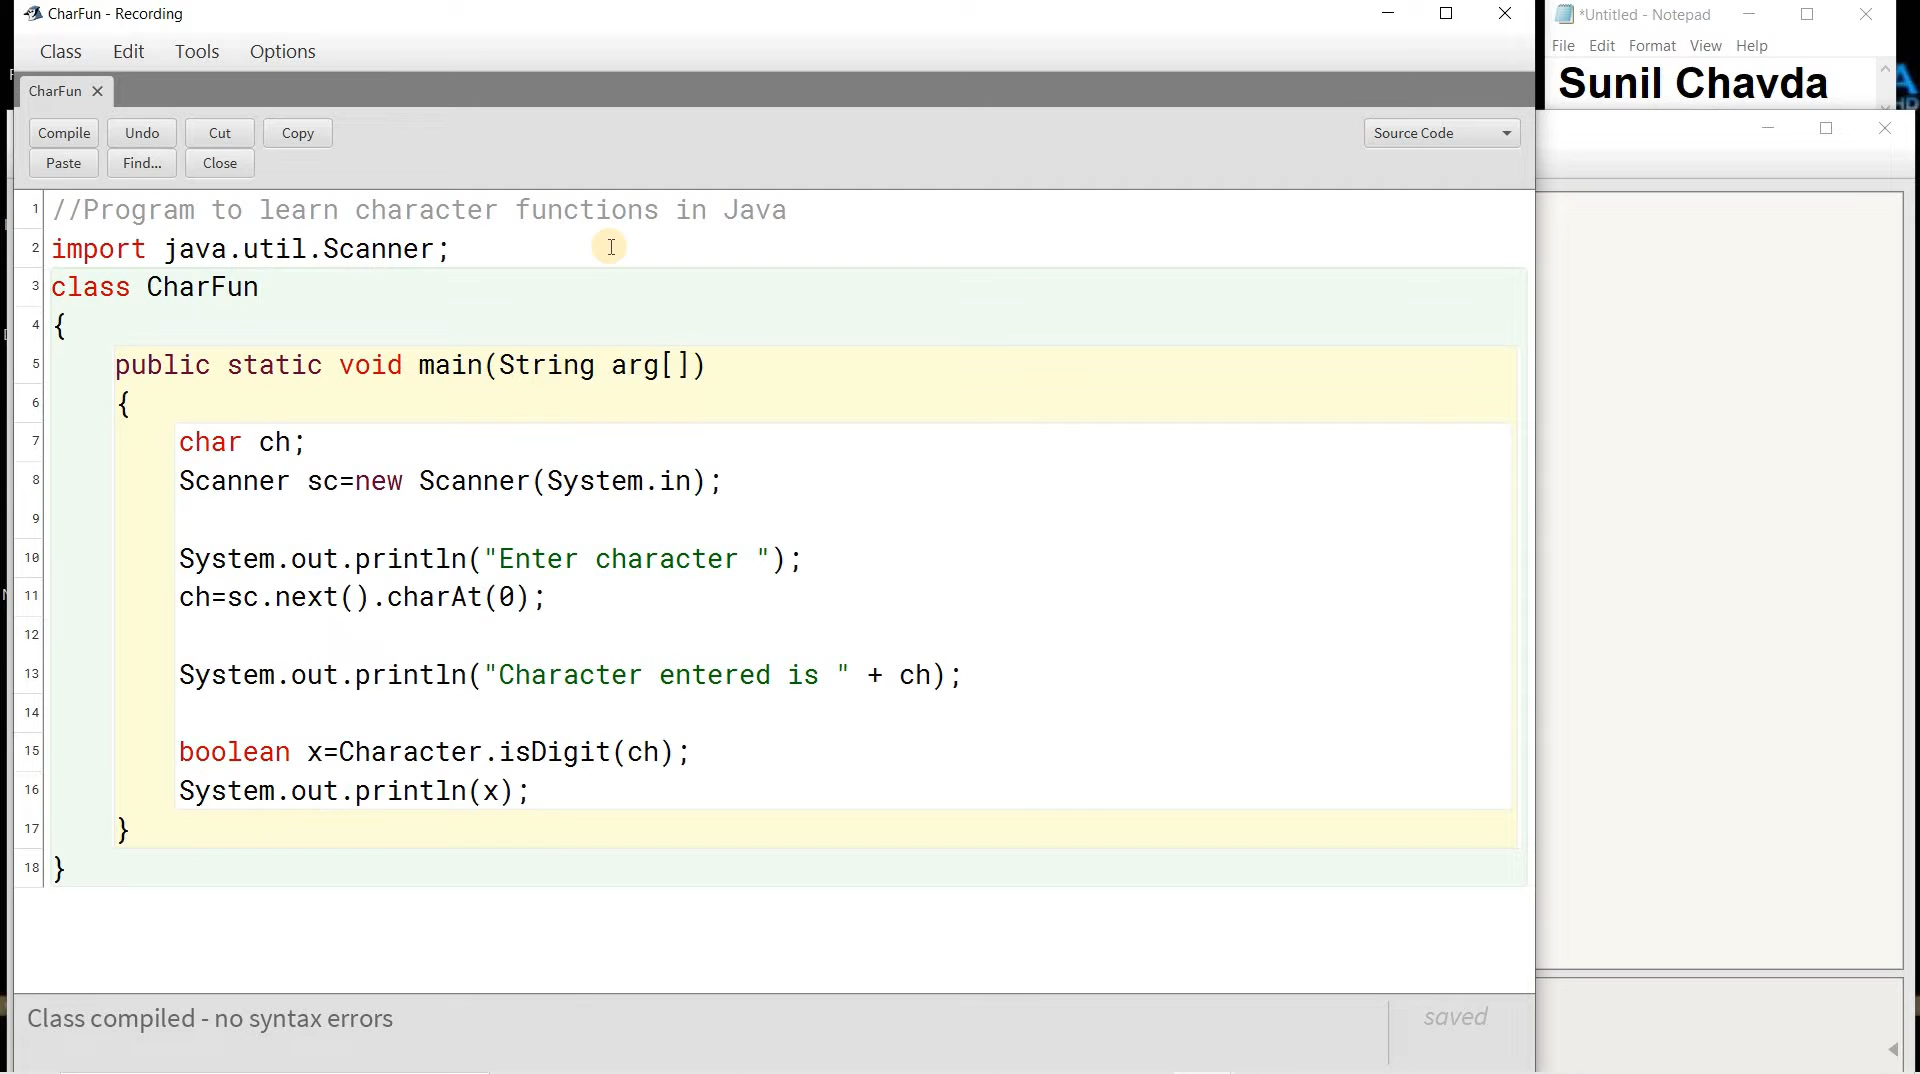 CharFun - Recording
Class Edit Tools Options
CharFun
Compile Undo Cut Copy
Paste Find... Close
Source Code
1 //Program to learn character functions in Java
2 import java.util.Scanner;
3 class CharFun
4 {
5 public static void main(String arg[])
6 {
7 char ch;
8 Scanner sc=new Scanner(System.in);
9
10 System.out.println("Enter character ");
11 ch=sc.next().charAt(0);
12
13 System.out.println("Character entered is " + ch);
14
15 boolean x=Character.isDigit(ch);
16 System.out.println(x);
17 }
18 }
Class compiled - no syntax errors
saved
*Untitled - Notepad
File Edit Format View Help
Sunil Chavda